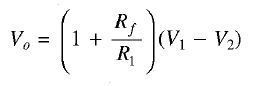 V_o = (1 + R_f / R_1)(V_1 − V_2)